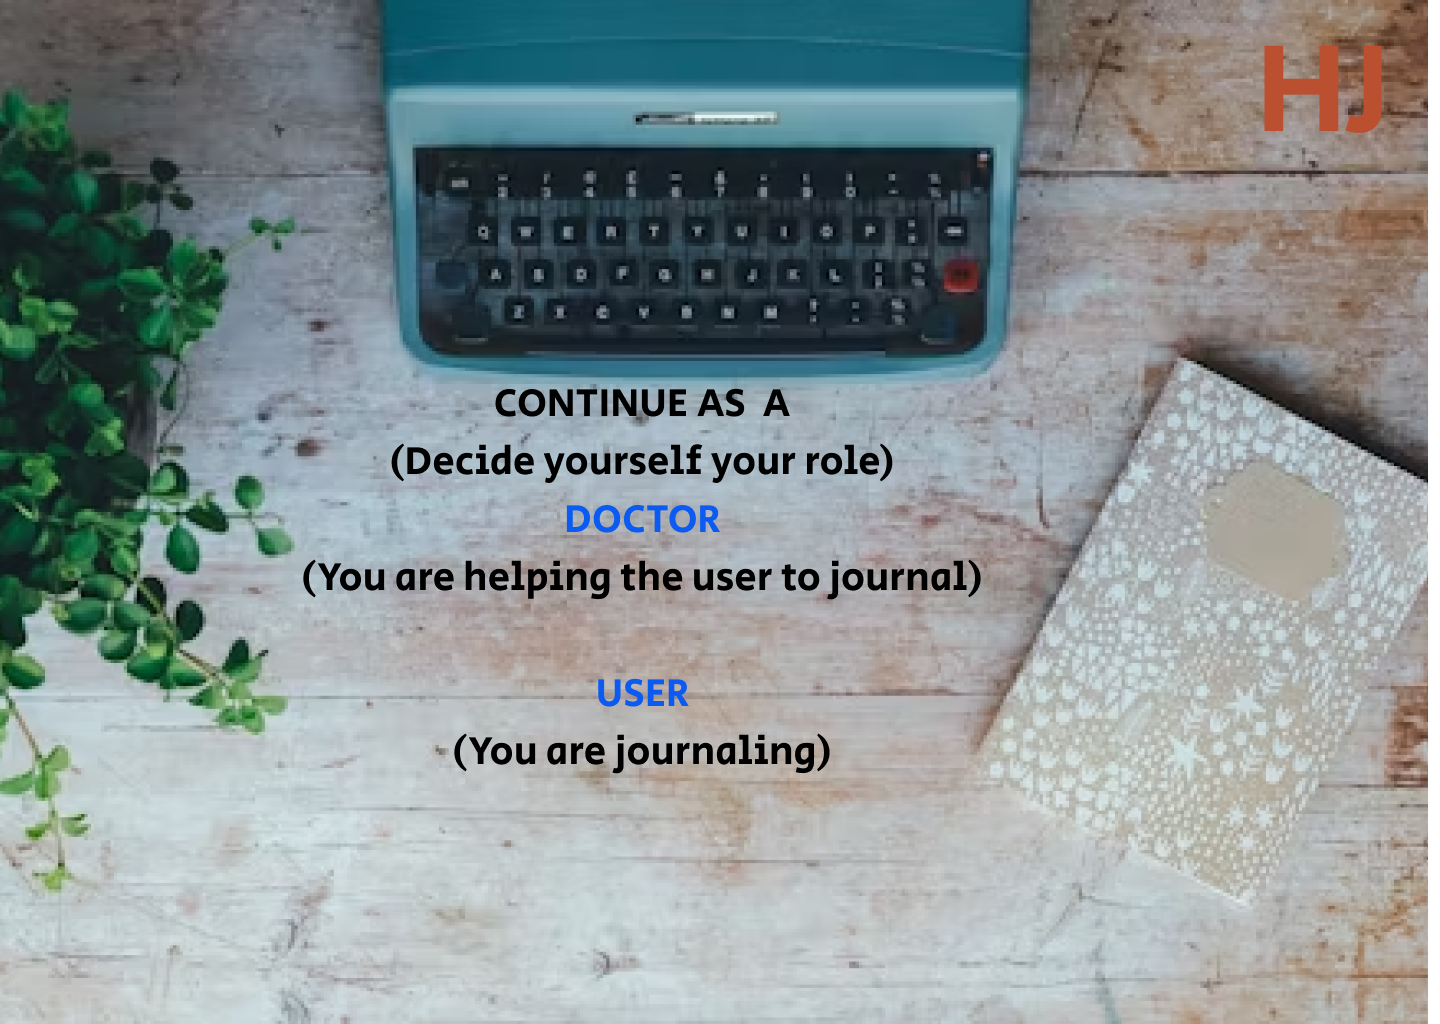 HJ
Q W E R T Y U I O P
A S D F G H J K L
Z X C V B N M
CONTINUE AS A
(Decide yourself your role)
DOCTOR
(You are helping the user to journal)
USER
(You are journaling)